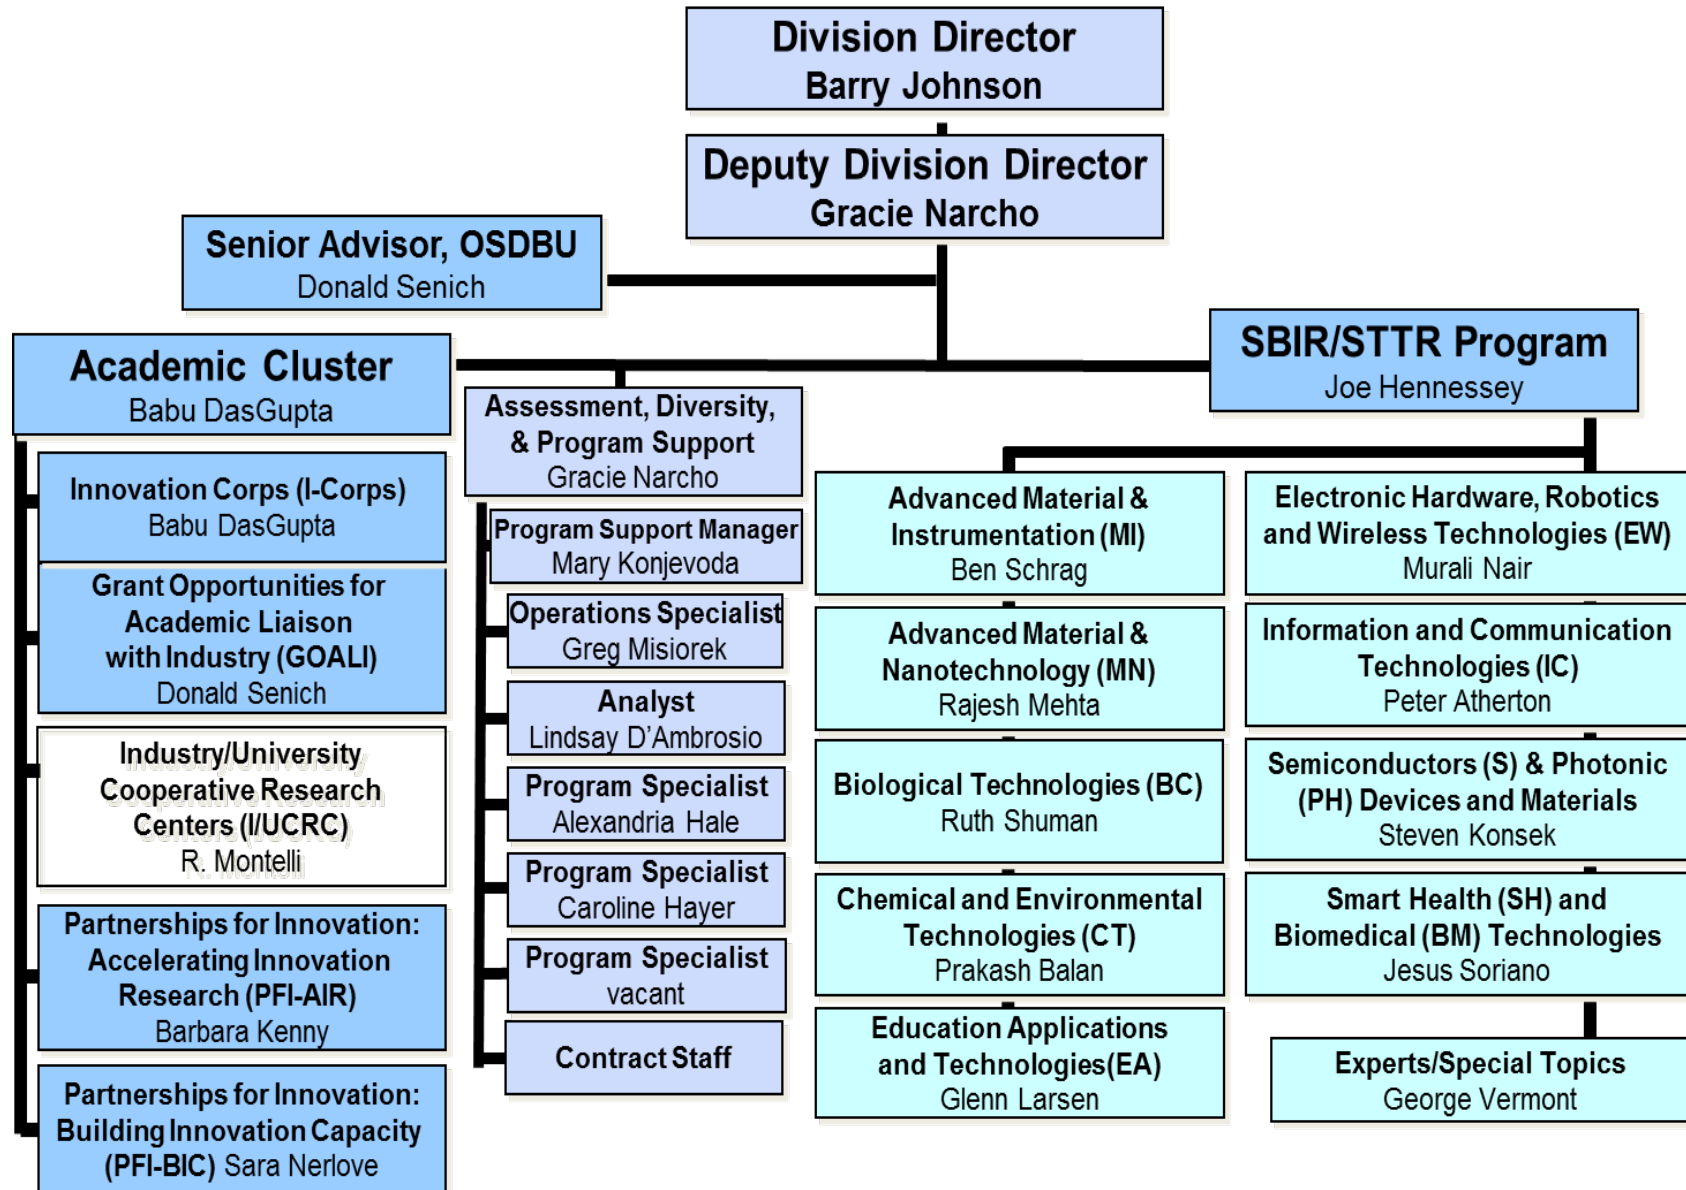 Division Director
Barry Johnson
Deputy Division Director
Gracie Narcho
Senior Advisor, OSDBU
Donald Senich
Academic Cluster
Babu DasGupta
SBIR/STTR Program
Joe Hennessey
Innovation Corps (I-Corps)
Babu DasGupta
Grant Opportunities for
Academic Liaison
with Industry (GOALI)
Donald Senich
Industry/University
Cooperative Research
Centers (I/UCRC)
R. Montelli
Partnerships for Innovation:
Accelerating Innovation
Research (PFI-AIR)
Barbara Kenny
Partnerships for Innovation:
Building Innovation Capacity
(PFI-BIC) Sara Nerlove
Assessment, Diversity,
& Program Support
Gracie Narcho
Program Support Manager
Mary Konjevoda
Operations Specialist
Greg Misiorek
Analyst
Lindsay D'Ambrosio
Program Specialist
Alexandria Hale
Program Specialist
Caroline Hayer
Program Specialist
vacant
Contract Staff
Advanced Material &
Instrumentation (MI)
Ben Schrag
Advanced Material &
Nanotechnology (MN)
Rajesh Mehta
Biological Technologies (BC)
Ruth Shuman
Chemical and Environmental
Technologies (CT)
Prakash Balan
Education Applications
and Technologies(EA)
Glenn Larsen
Electronic Hardware, Robotics
and Wireless Technologies (EW)
Murali Nair
Information and Communication
Technologies (IC)
Peter Atherton
Semiconductors (S) & Photonic
(PH) Devices and Materials
Steven Konsek
Smart Health (SH) and
Biomedical (BM) Technologies
Jesus Soriano
Experts/Special Topics
George Vermont